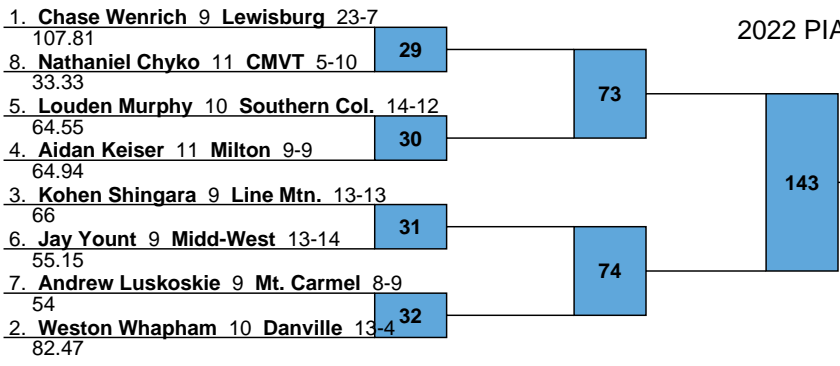 1. Chase Wenrich 9 Lewisburg 23-7
107.81
8. Nathaniel Chyko 11 CMVT 5-10
33.33
5. Louden Murphy 10 Southern Col. 14-12
64.55
4. Aidan Keiser 11 Milton 9-9
64.94
3. Kohen Shingara 9 Line Mtn. 13-13
66
6. Jay Yount 9 Midd-West 13-14
55.15
7. Andrew Luskoskie 9 Mt. Carmel 8-9
54
2. Weston Whapham 10 Danville 13-4
82.47
29
30
31
32
73
74
143
2022 PIA